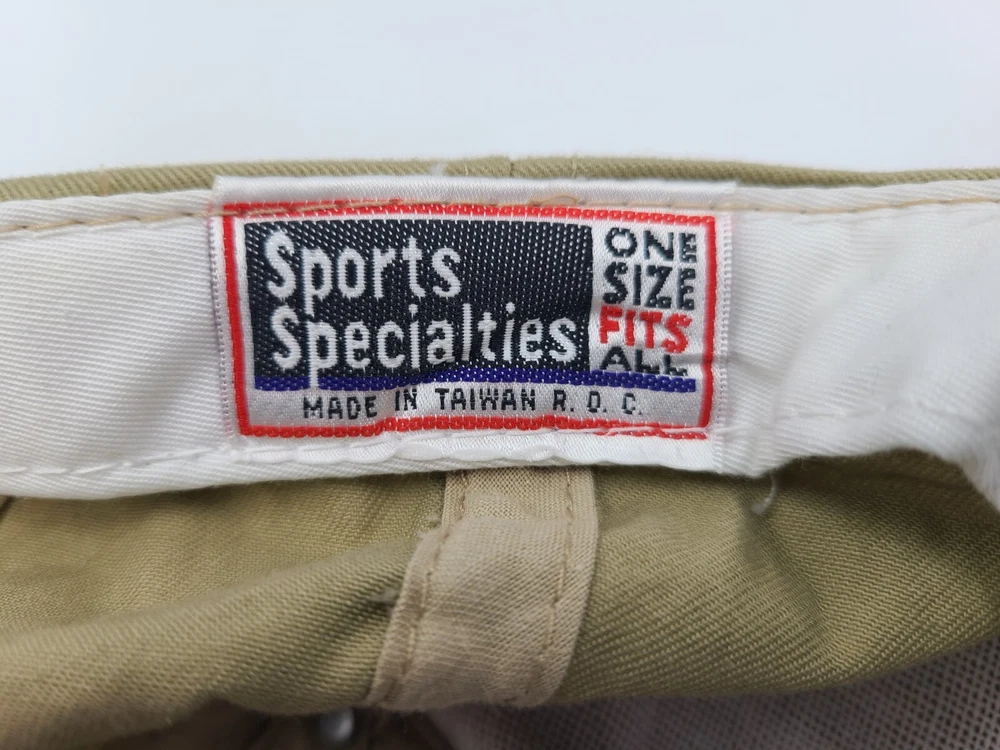 Sports
Specialties
ONE
SIZE
FITS
ALL
MADE IN TAIWAN R. O. C.